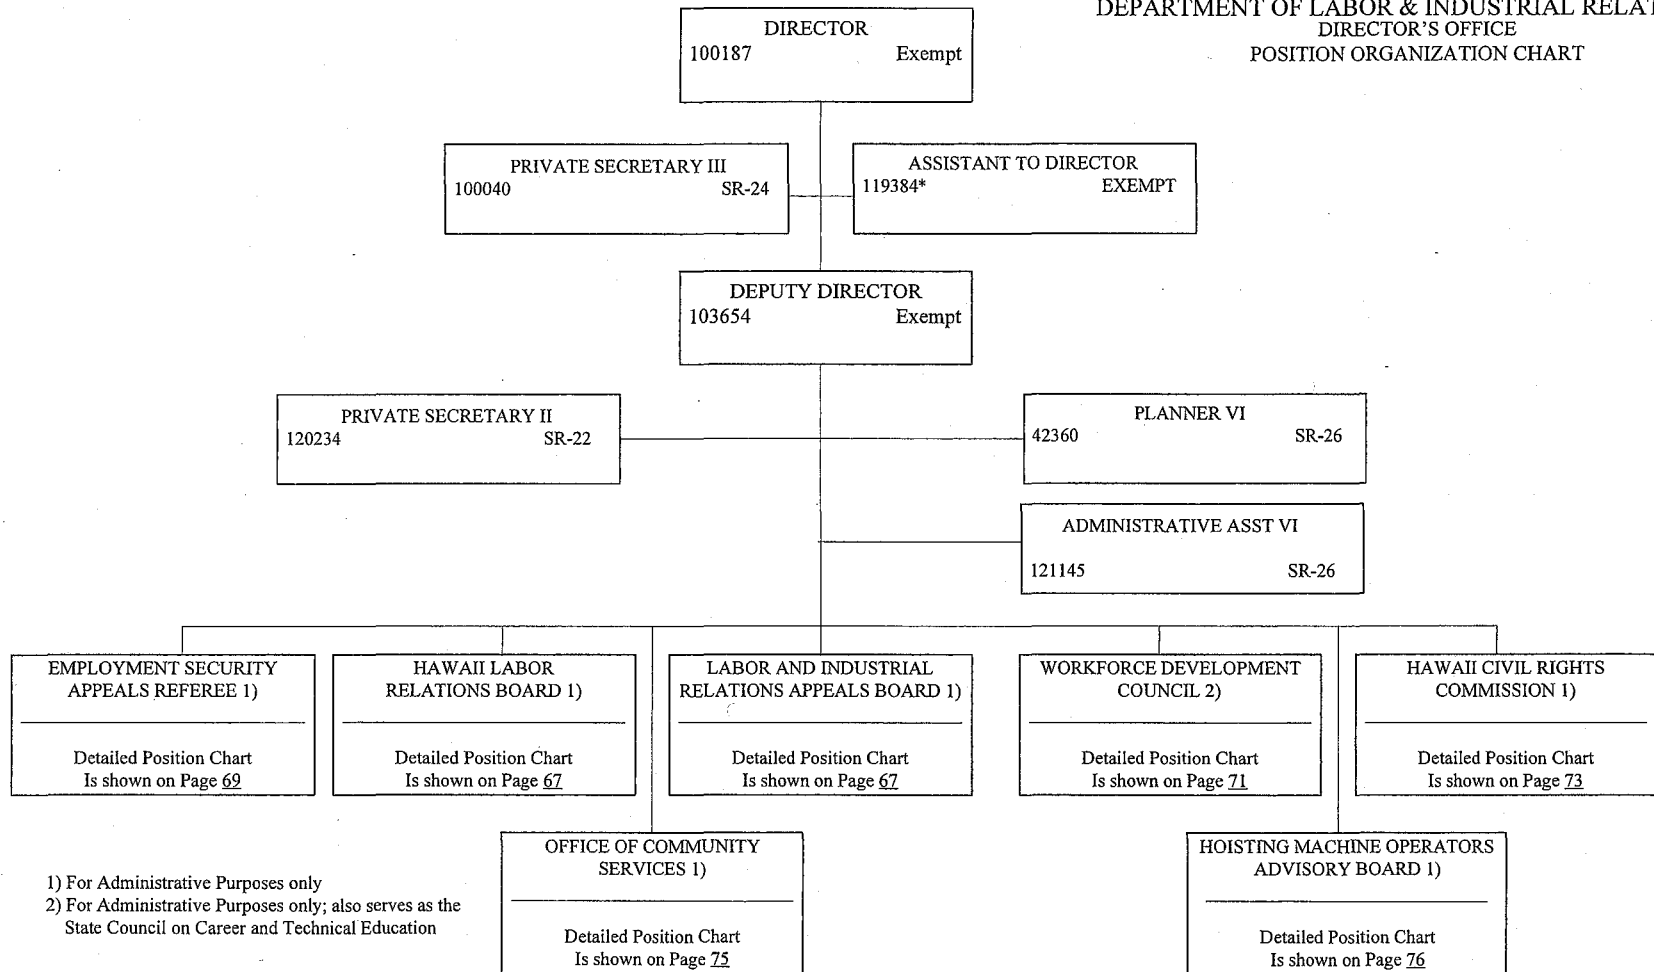 DEPARTMENT OF LABOR & INDUSTRIAL RELAT
DIRECTOR'S OFFICE
POSITION ORGANIZATION CHART
DIRECTOR
100187 Exempt
PRIVATE SECRETARY III
100040 SR-24
ASSISTANT TO DIRECTOR
119384* EXEMPT
DEPUTY DIRECTOR
103654 Exempt
PRIVATE SECRETARY II
120234 SR-22
PLANNER VI
42360 SR-26
ADMINISTRATIVE ASST VI
121145 SR-26
EMPLOYMENT SECURITY
APPEALS REFEREE 1)
Detailed Position Chart
Is shown on Page 69
HAWAII LABOR
RELATIONS BOARD 1)
Detailed Position Chart
Is shown on Page 67
LABOR AND INDUSTRIAL
RELATIONS APPEALS BOARD 1)
Detailed Position Chart
Is shown on Page 67
WORKFORCE DEVELOPMENT
COUNCIL 2)
Detailed Position Chart
Is shown on Page 71
HAWAII CIVIL RIGHTS
COMMISSION 1)
Detailed Position Chart
Is shown on Page 73
OFFICE OF COMMUNITY
SERVICES 1)
Detailed Position Chart
Is shown on Page 75
HOISTING MACHINE OPERATORS
ADVISORY BOARD 1)
Detailed Position Chart
Is shown on Page 76
1) For Administrative Purposes only
2) For Administrative Purposes only; also serves as the
State Council on Career and Technical Education